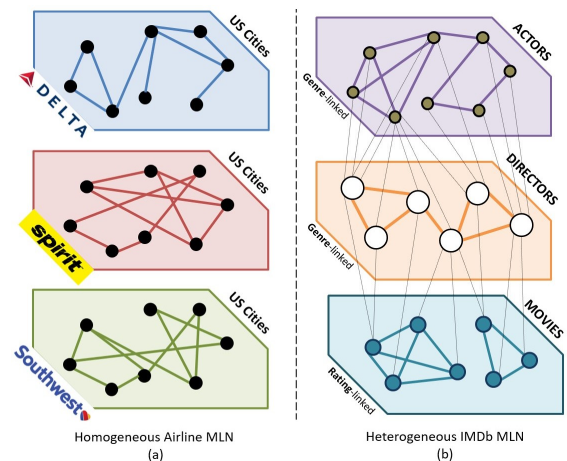 US Cities
DELTA
US Cities
spirit
US Cities
Southwest
Homogeneous Airline MLN
(a)
ACTORS
Genre-linked
DIRECTORS
Genre-linked
MOVIES
Rating-linked
Heterogeneous IMDb MLN
(b)